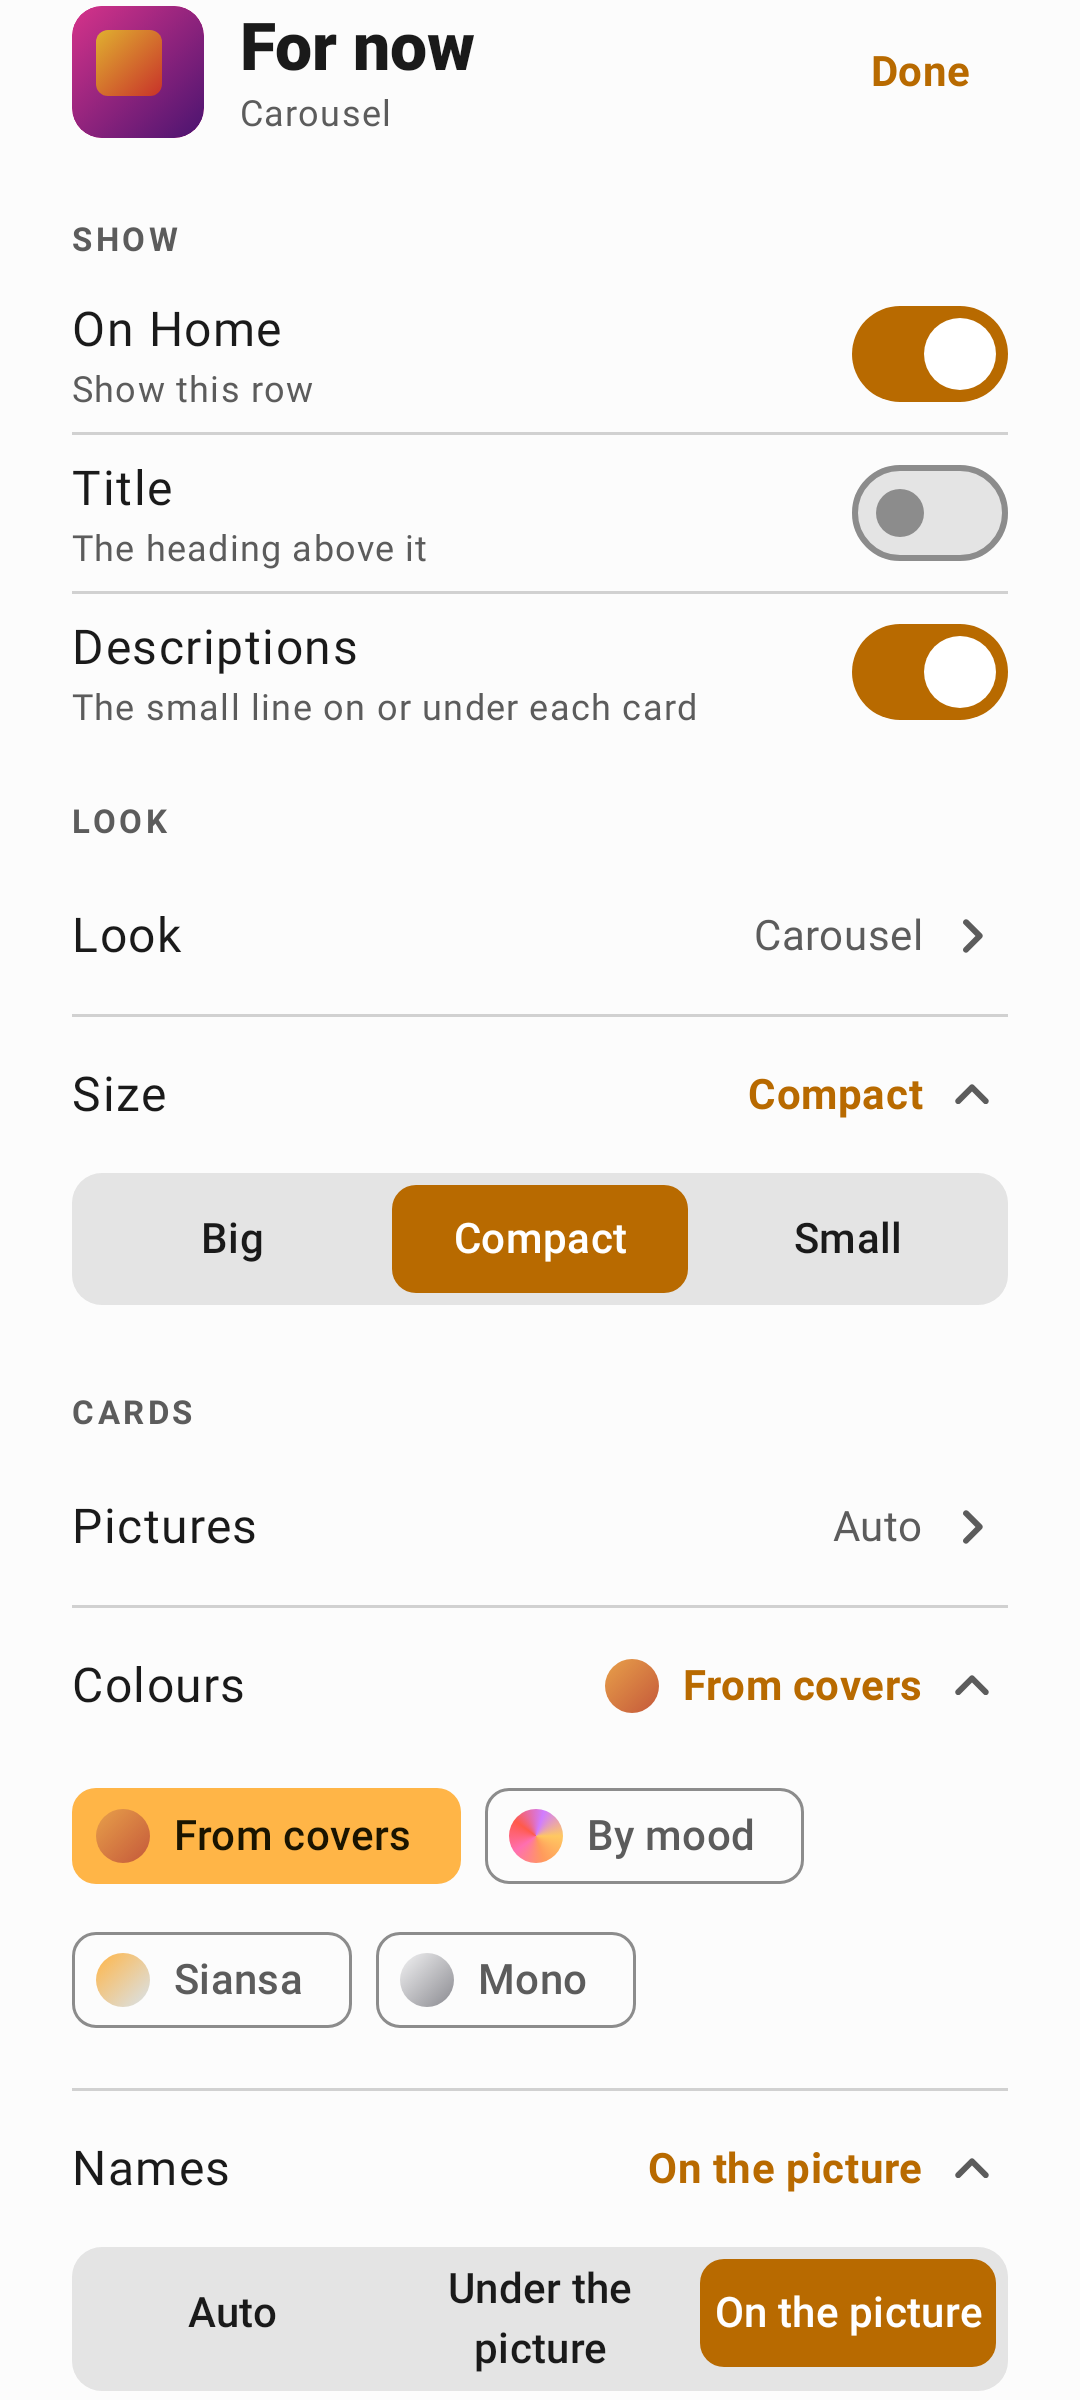 For now
Carousel
Done
SHOW
On Home
Show this row
Title
The heading above it
Descriptions
The small line on or under each card
LOOK
Look
Carousel
Size
Compact
Big
Compact
Small
CARDS
Pictures
Auto
Colours
From covers
From covers
By mood
Siansa
Mono
Names
On the picture
Auto
Under the
picture
On the picture